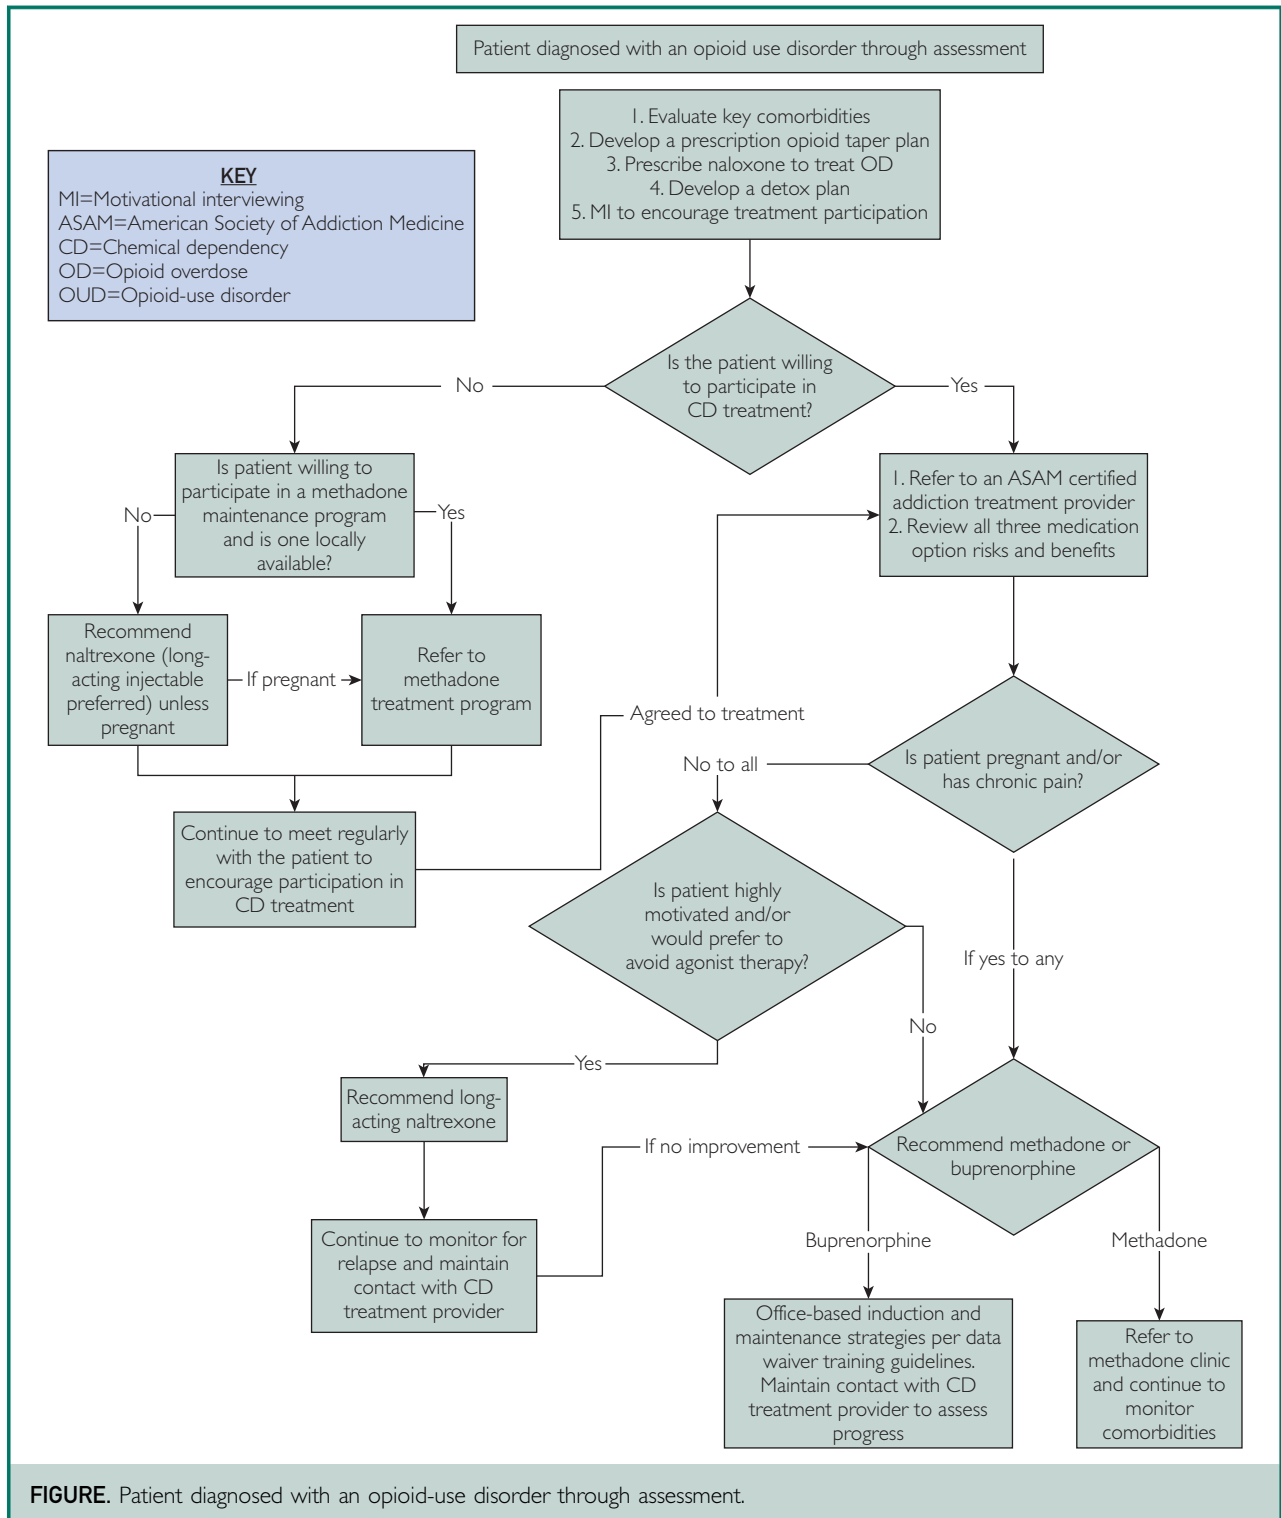 Patient diagnosed with an opioid use disorder through assessment
1. Evaluate key comorbidities
2. Develop a prescription opioid taper plan
3. Prescribe naloxone to treat OD
4. Develop a detox plan
5. MI to encourage treatment participation
KEY
MI=Motivational interviewing
ASAM=American Society of Addiction Medicine
CD=Chemical dependency
OD=Opioid overdose
OUD=Opioid-use disorder
Is the patient willing
to participate in
CD treatment?
No
Yes
Is patient willing to
participate in a methadone
maintenance program
and is one locally
available?
No
Yes
1. Refer to an ASAM certified
addiction treatment provider
2. Review all three medication
option risks and benefits
Recommend
naltrexone (long-
acting injectable
preferred) unless
pregnant
If pregnant
Refer to
methadone
treatment program
Agreed to treatment
Continue to meet regularly
with the patient to
encourage participation in
CD treatment
Is patient pregnant and/or
has chronic pain?
No to all
If yes to any
Is patient highly
motivated and/or
would prefer to
avoid agonist therapy?
No
Yes
Recommend long-
acting naltrexone
If no improvement
Recommend methadone or
buprenorphine
Continue to monitor for
relapse and maintain
contact with CD
treatment provider
Buprenorphine
Methadone
Office-based induction and
maintenance strategies per data
waiver training guidelines.
Maintain contact with CD
treatment provider to assess
progress
Refer to
methadone clinic
and continue to
monitor
comorbidities
FIGURE. Patient diagnosed with an opioid-use disorder through assessment.